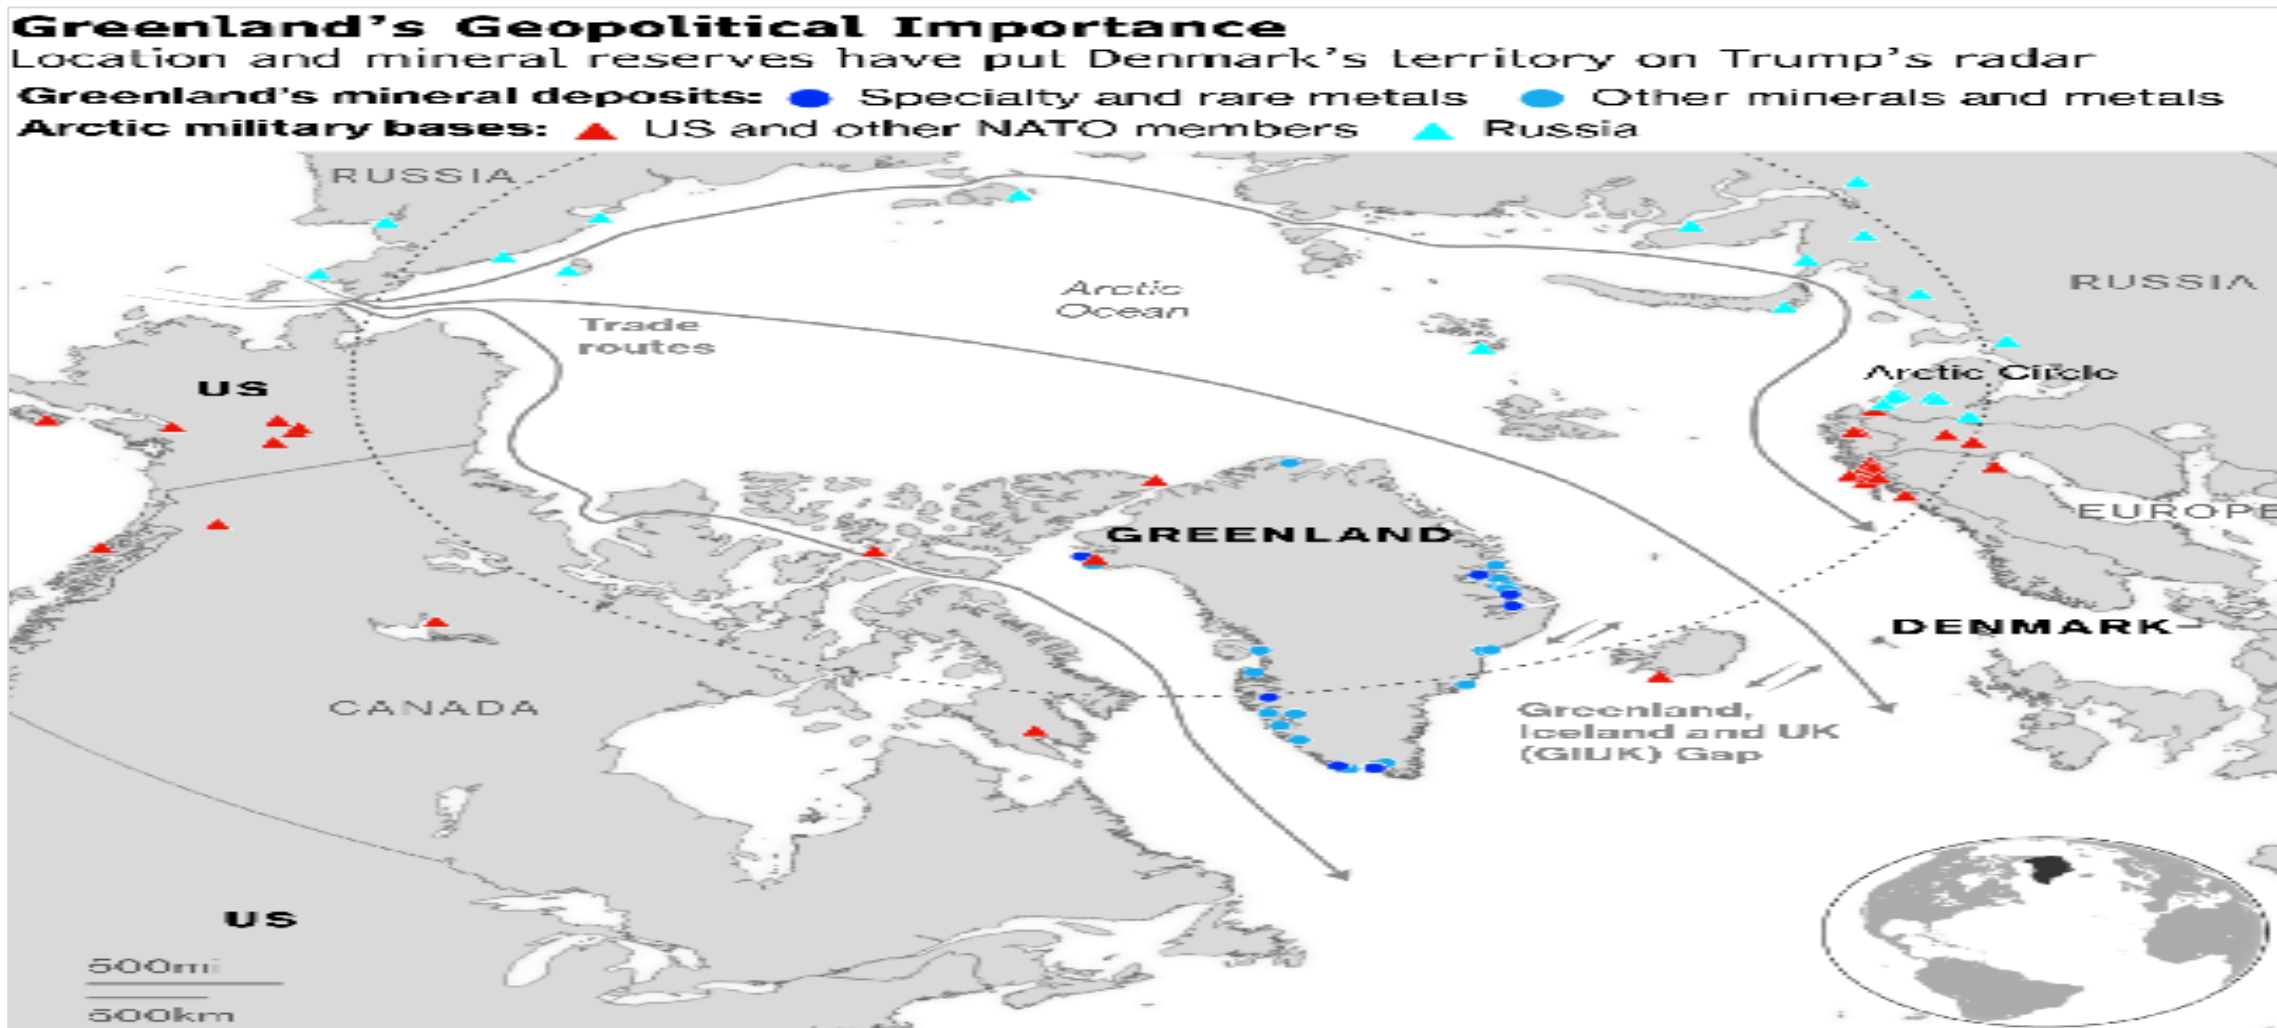 Greenland's Geopolitical Importance
Location and mineral reserves have put Denmark's territory on Trump's radar
Greenland's mineral deposits: Specialty and rare metals Other minerals and metals
Arctic military bases: US and other NATO members Russia
RUSSIA
RUSSIA
Arctic
Ocean
Trade
routes
Arctic Circle
US
EUROPE
GREENLAND
DENMARK
CANADA
Greenland,
Iceland and UK
(GIUK) Gap
US
500mi
500km